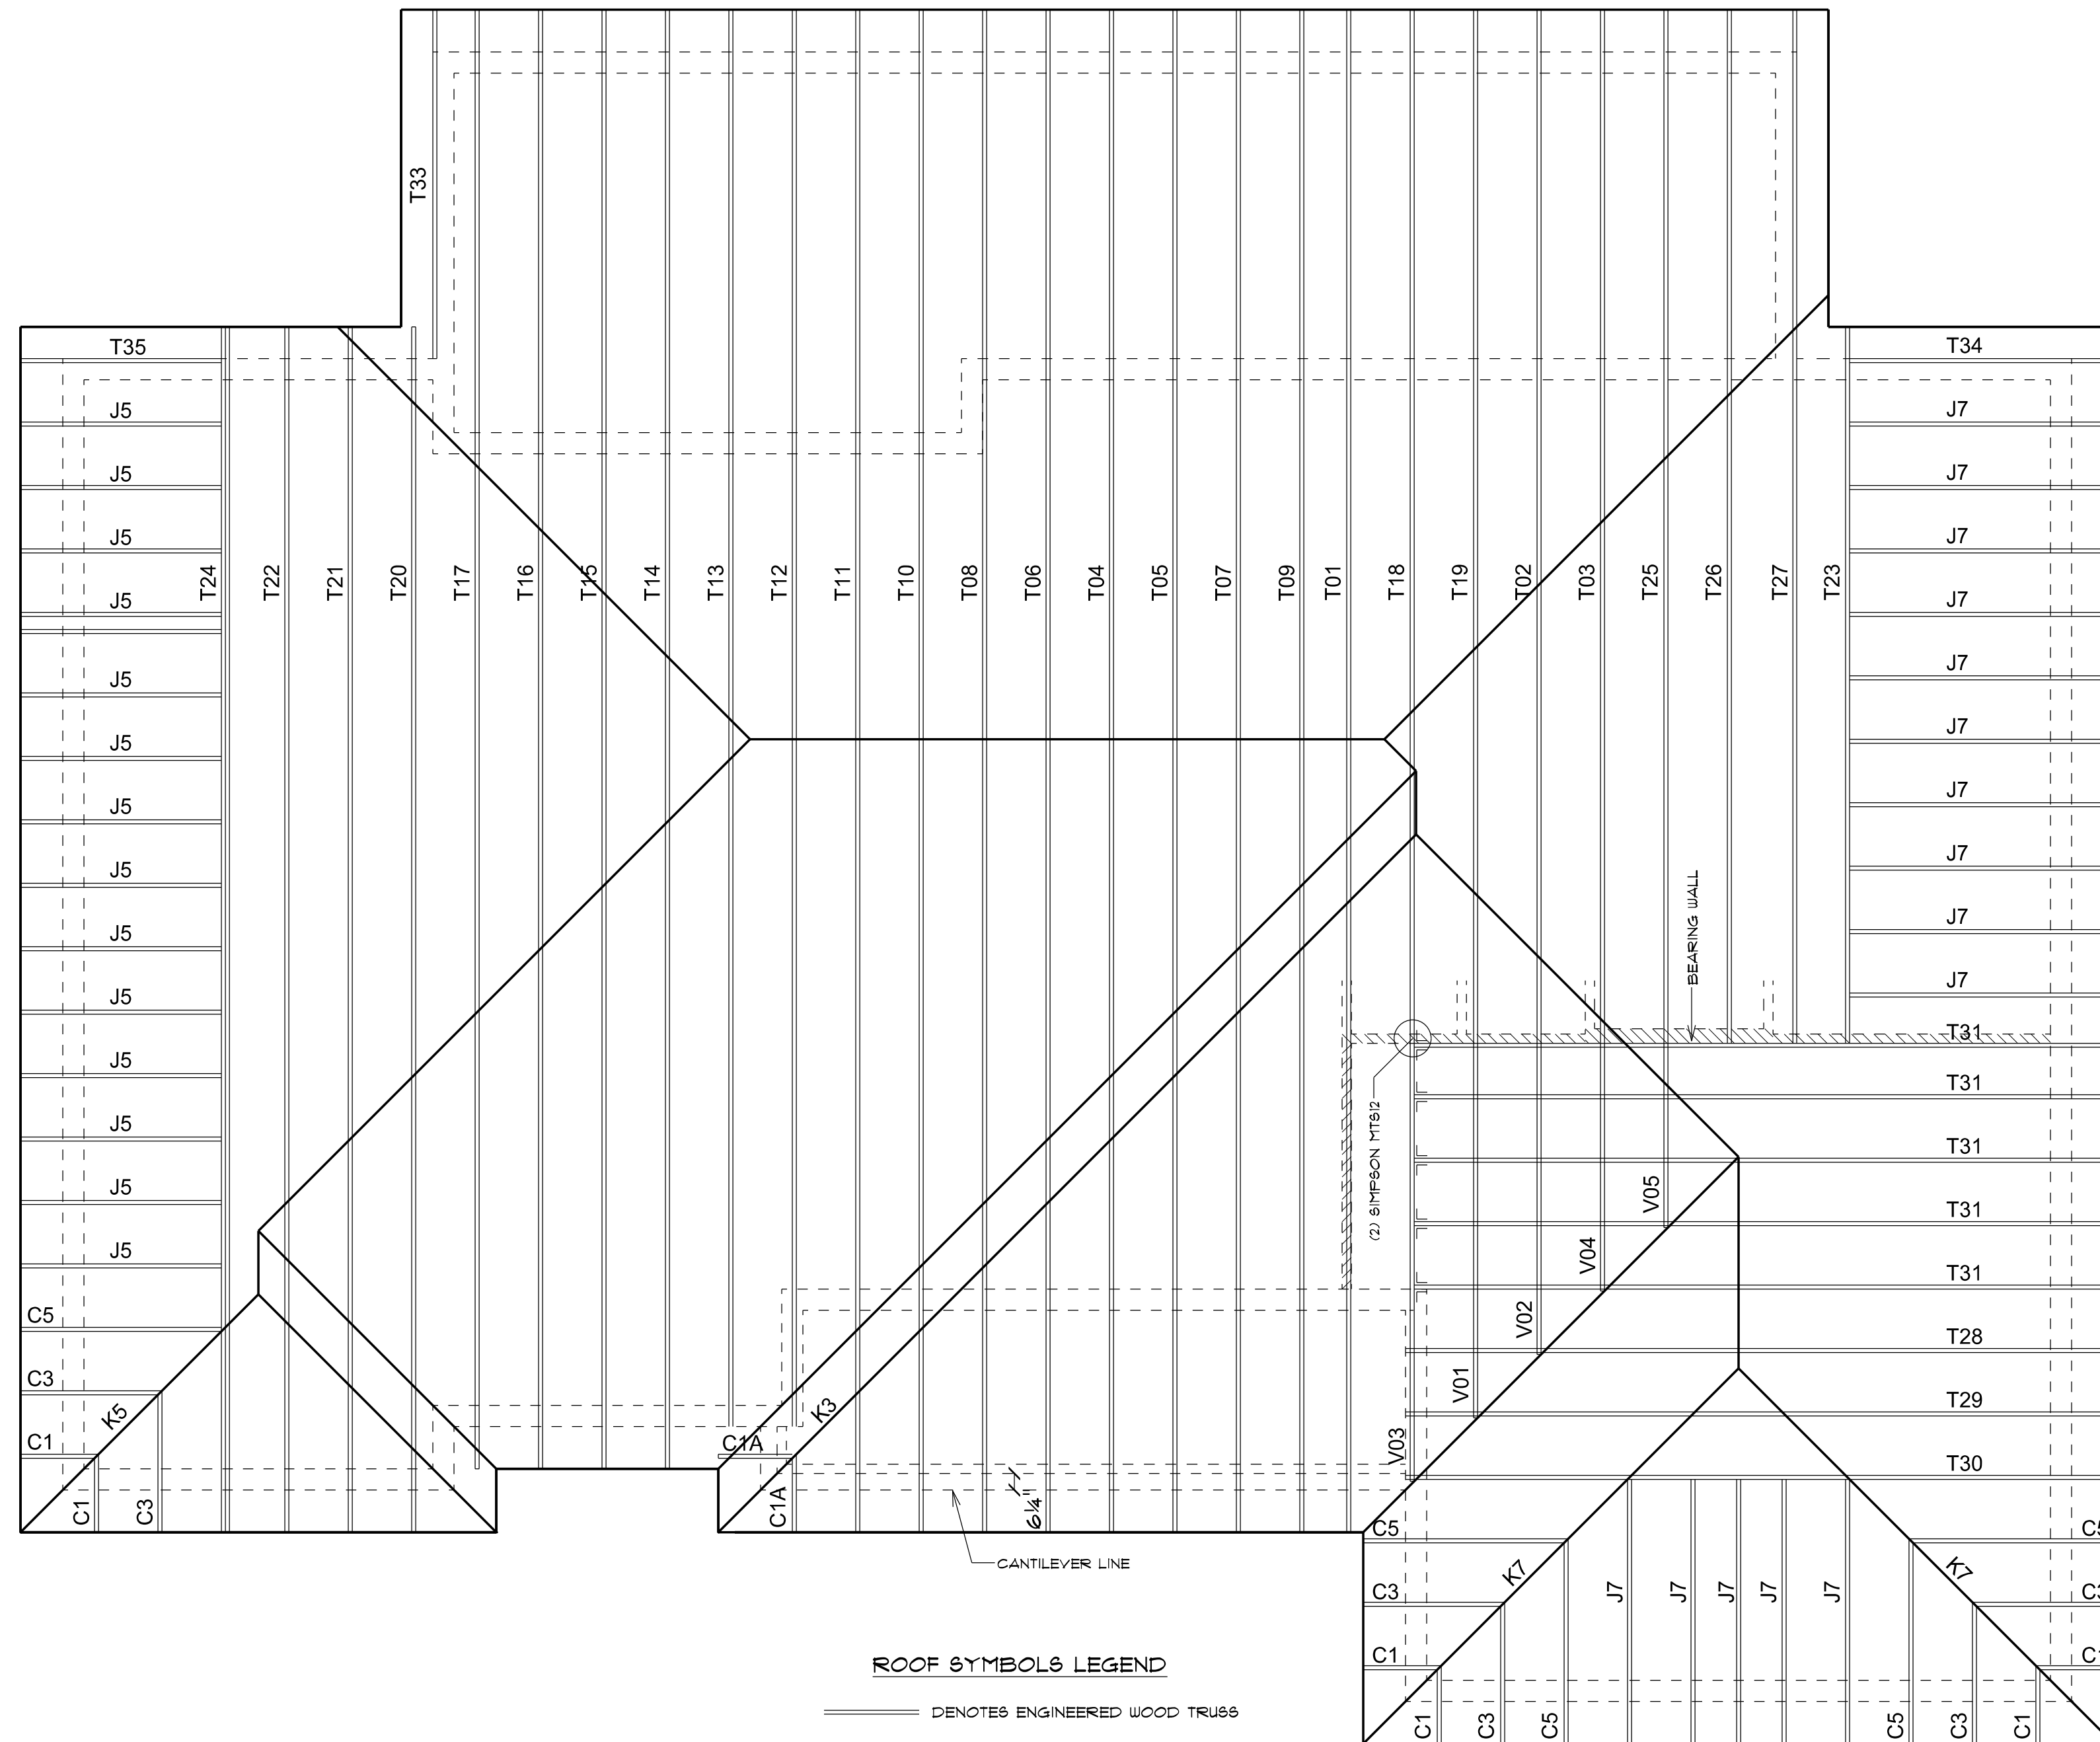 T33
T35
T34
J5
J7
J5
J7
J5
J7
J5
J7
T24
T22
T21
T20
T17
T16
T15
T14
T13
T12
T11
T10
T08
T06
T04
T05
T07
T09
T01
T18
T19
T02
T03
T25
T26
T27
T23
J5
J7
J5
J7
J5
J7
J5
J7
J5
J7
J5
J7
BEARING WALL
J5
T31
J5
T31
(2) SIMPSON MTS12
J5
T31
J5
T31
V05
V04
T31
C5
V02
T28
C3
K5
K3
V01
T29
C1
C1A
V03
T30
C1
C3
C1A
6¼"
CANTILEVER LINE
C5
C3
C1
K7
J7
J7
J7
J7
J7
K7
C1
C3
C5
C5
C3
C1
ROOF SYMBOLS LEGEND
DENOTES ENGINEERED WOOD TRUSS